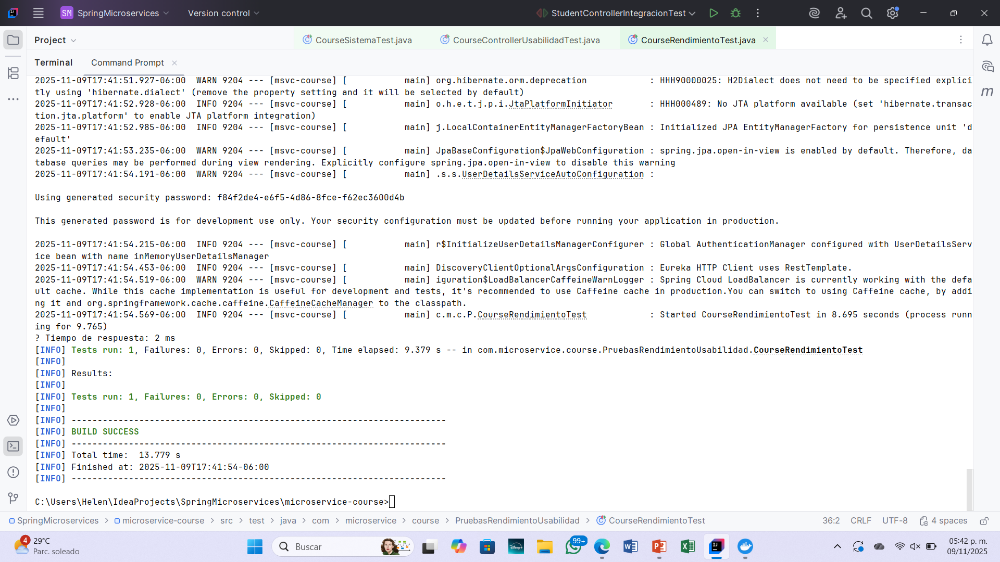 SM SpringMicroservices Version control StudentControllerIntegracionTest
Project CourseSistemaTest.java CourseControllerUsabilidadTest.java CourseRendimientoTest.java
Terminal Command Prompt
2025-11-09T17:41:51.927-06:00  WARN 9204 --- [msvc-course] [           main] org.hibernate.orm.deprecation            : HHH90000025: H2Dialect does not need to be specified explici
tly using 'hibernate.dialect' (remove the property setting and it will be selected by default)
2025-11-09T17:41:52.928-06:00  INFO 9204 --- [msvc-course] [           main] o.h.e.t.j.p.i.JtaPlatformInitiator       : HHH000489: No JTA platform available (set 'hibernate.transac
tion.jta.platform' to enable JTA platform integration)
2025-11-09T17:41:52.985-06:00  INFO 9204 --- [msvc-course] [           main] j.LocalContainerEntityManagerFactoryBean : Initialized JPA EntityManagerFactory for persistence unit 'd
efault'
2025-11-09T17:41:53.235-06:00  WARN 9204 --- [msvc-course] [           main] JpaBaseConfiguration$JpaWebConfiguration : spring.jpa.open-in-view is enabled by default. Therefore, da
tabase queries may be performed during view rendering. Explicitly configure spring.jpa.open-in-view to disable this warning
2025-11-09T17:41:54.191-06:00  WARN 9204 --- [msvc-course] [           main] .s.s.UserDetailsServiceAutoConfiguration :
Using generated security password: f84f2de4-e6f5-4d86-8fce-f62ec3600d4b
This generated password is for development use only. Your security configuration must be updated before running your application in production.
2025-11-09T17:41:54.215-06:00  INFO 9204 --- [msvc-course] [           main] r$InitializeUserDetailsManagerConfigurer : Global AuthenticationManager configured with UserDetailsServ
ice bean with name inMemoryUserDetailsManager
2025-11-09T17:41:54.453-06:00  INFO 9204 --- [msvc-course] [           main] DiscoveryClientOptionalArgsConfiguration : Eureka HTTP Client uses RestTemplate.
2025-11-09T17:41:54.519-06:00  WARN 9204 --- [msvc-course] [           main] iguration$LoadBalancerCaffeineWarnLogger : Spring Cloud LoadBalancer is currently working with the defa
ult cache. While this cache implementation is useful for development and tests, it's recommended to use Caffeine cache in production.You can switch to using Caffeine cache, by addi
ng it and org.springframework.cache.caffeine.CaffeineCacheManager to the classpath.
2025-11-09T17:41:54.569-06:00  INFO 9204 --- [msvc-course] [           main] c.m.c.P.CourseRendimientoTest            : Started CourseRendimientoTest in 8.695 seconds (process runn
ing for 9.765)
? Tiempo de respuesta: 2 ms
[INFO] Tests run: 1, Failures: 0, Errors: 0, Skipped: 0, Time elapsed: 9.379 s -- in com.microservice.course.PruebasRendimientoUsabilidad.CourseRendimientoTest
[INFO]
[INFO] Results:
[INFO]
[INFO] Tests run: 1, Failures: 0, Errors: 0, Skipped: 0
[INFO]
[INFO] ------------------------------------------------------------------------
[INFO] BUILD SUCCESS
[INFO] ------------------------------------------------------------------------
[INFO] Total time:  13.779 s
[INFO] Finished at: 2025-11-09T17:41:54-06:00
[INFO] ------------------------------------------------------------------------
C:\Users\Helen\IdeaProjects\SpringMicroservices\microservice-course>
SpringMicroservices > microservice-course > src > test > java > com > microservice > course > PruebasRendimientoUsabilidad > CourseRendimientoTest 36:2 CRLF UTF-8 4 spaces
4 29°C
Parc. soleado
Buscar
99+
05:42 p. m.
09/11/2025